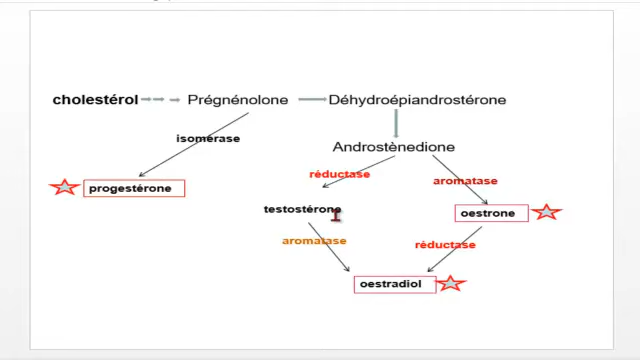 cholestérol Prégnénolone Déhydroépiandrostérone
isomérase
Androstènedione
réductase
aromatase
progestérone
testostérone
oestrone
aromatase
réductase
oestradiol